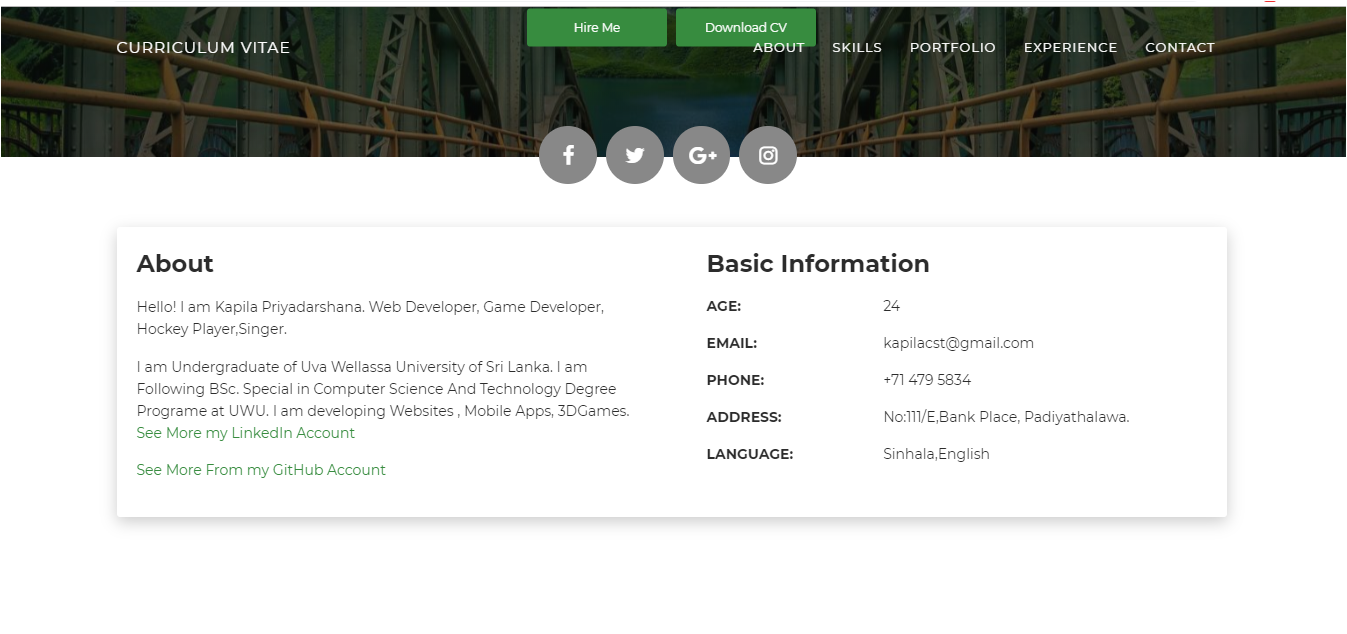 Hire Me
Download CV
CURRICULUM VITAE
ABOUT
SKILLS
PORTFOLIO
EXPERIENCE
CONTACT
About
Hello! I am Kapila Priyadarshana. Web Developer, Game Developer,
Hockey Player,Singer.
I am Undergraduate of Uva Wellassa University of Sri Lanka. I am
Following BSc. Special in Computer Science And Technology Degree
Programe at UWU. I am developing Websites , Mobile Apps, 3DGames.
See More my LinkedIn Account
See More From my GitHub Account
Basic Information
AGE: 24
EMAIL: kapilacst@gmail.com
PHONE: +71 479 5834
ADDRESS: No:111/E,Bank Place, Padiyathalawa.
LANGUAGE: Sinhala,English